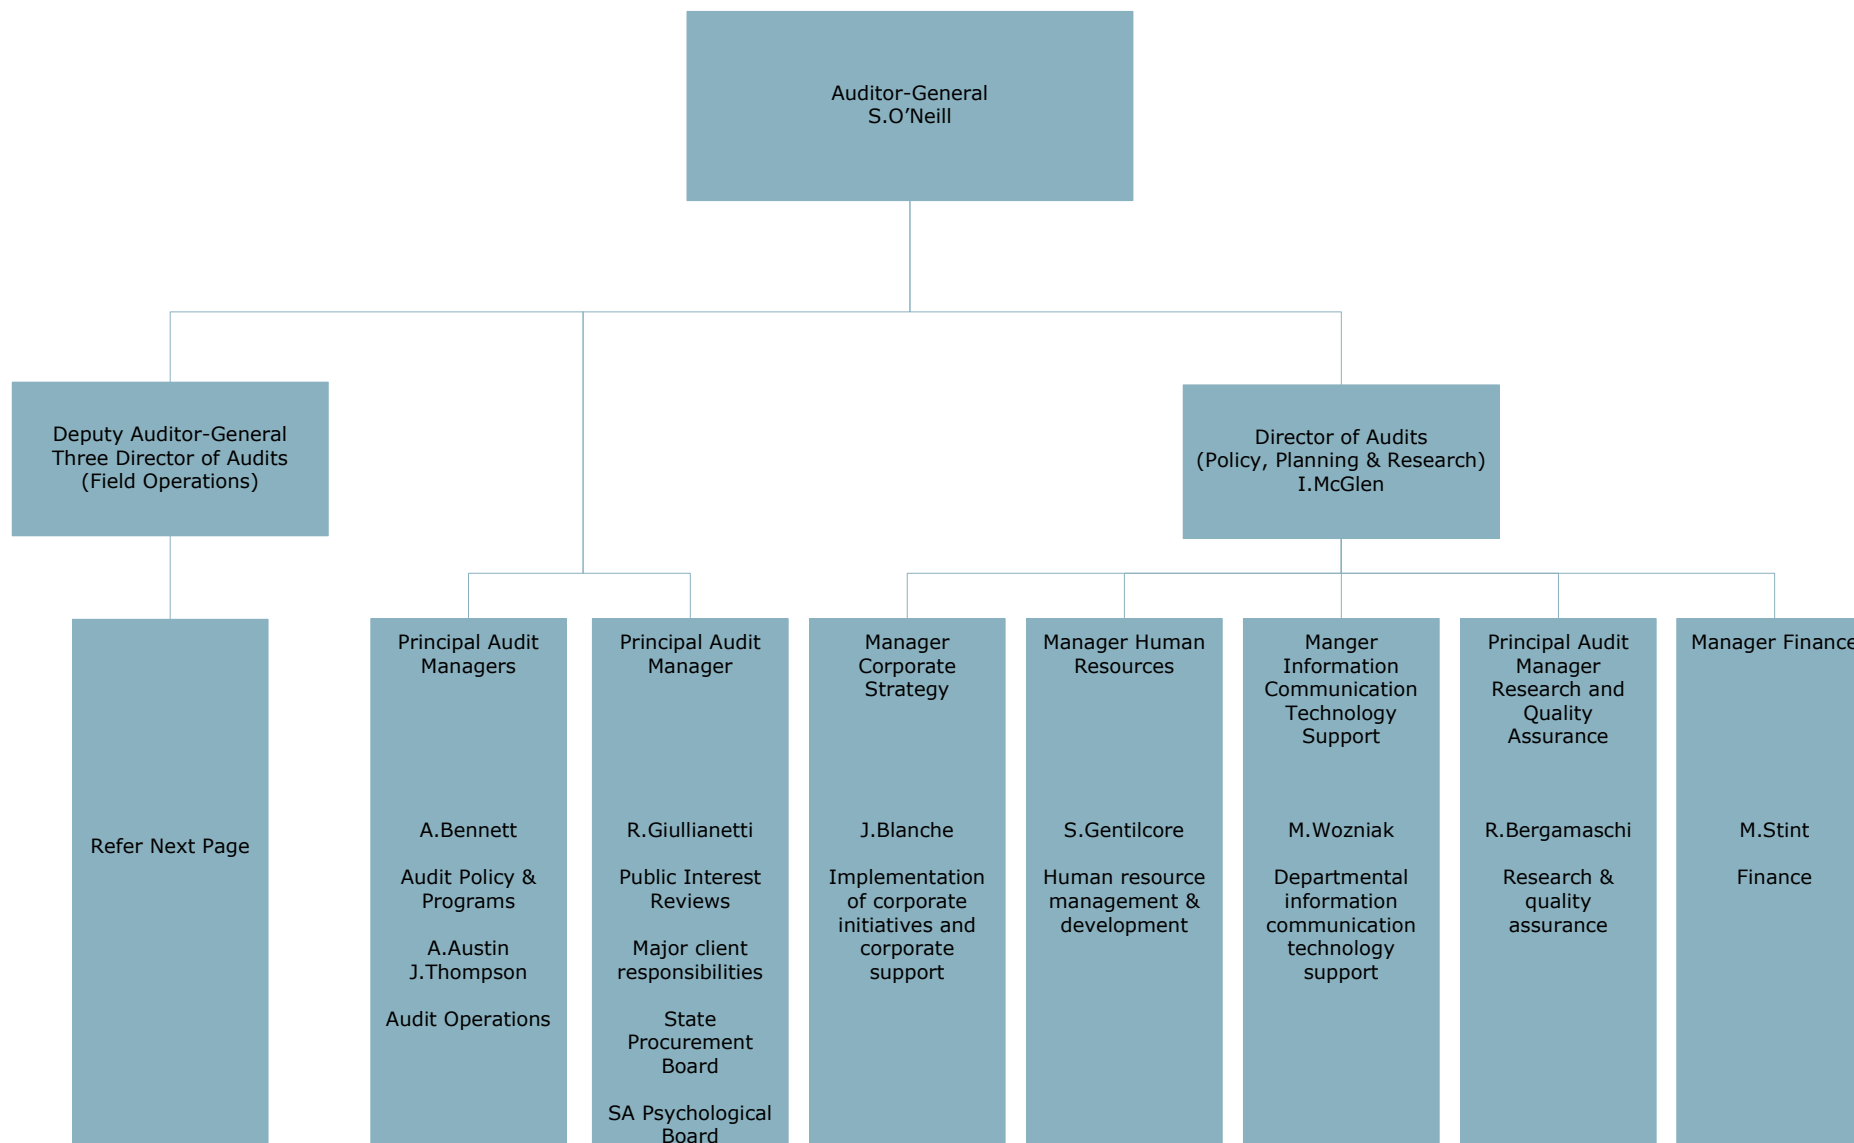 Auditor-General
S.O’Neill
Deputy Auditor-General
Three Director of Audits
(Field Operations)
Director of Audits
(Policy, Planning & Research)
I.McGlen
Refer Next Page
Principal Audit
Managers
A.Bennett
Audit Policy &
Programs
A.Austin
J.Thompson
Audit Operations
Principal Audit
Manager
R.Giullianetti
Public Interest
Reviews
Major client
responsibilities
State
Procurement
Board
SA Psychological
Board
Manager
Corporate
Strategy
J.Blanche
Implementation
of corporate
initiatives and
corporate
support
Manager Human
Resources
S.Gentilcore
Human resource
management &
development
Manger
Information
Communication
Technology
Support
M.Wozniak
Departmental
information
communication
technology
support
Principal Audit
Manager
Research and
Quality
Assurance
R.Bergamaschi
Research &
quality
assurance
Manager Finance
M.Stint
Finance